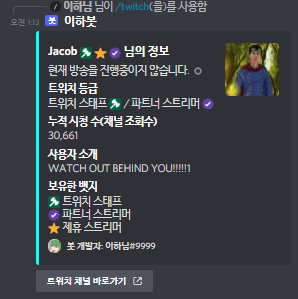 이하님 님이 /twitch(을)를 사용함
오전 1:13 봇 이하봇
Jacob 님의 정보
현재 방송을 진행중이지 않습니다.
트위치 등급
트위치 스태프 / 파트너 스트리머
누적 시청 수(채널 조회수)
30,661
사용자 소개
WATCH OUT BEHIND YOU!!!!!1
보유한 뱃지
트위치 스태프
파트너 스트리머
제휴 스트리머
봇 개발자: 이하님#9999
트위치 채널 바로가기